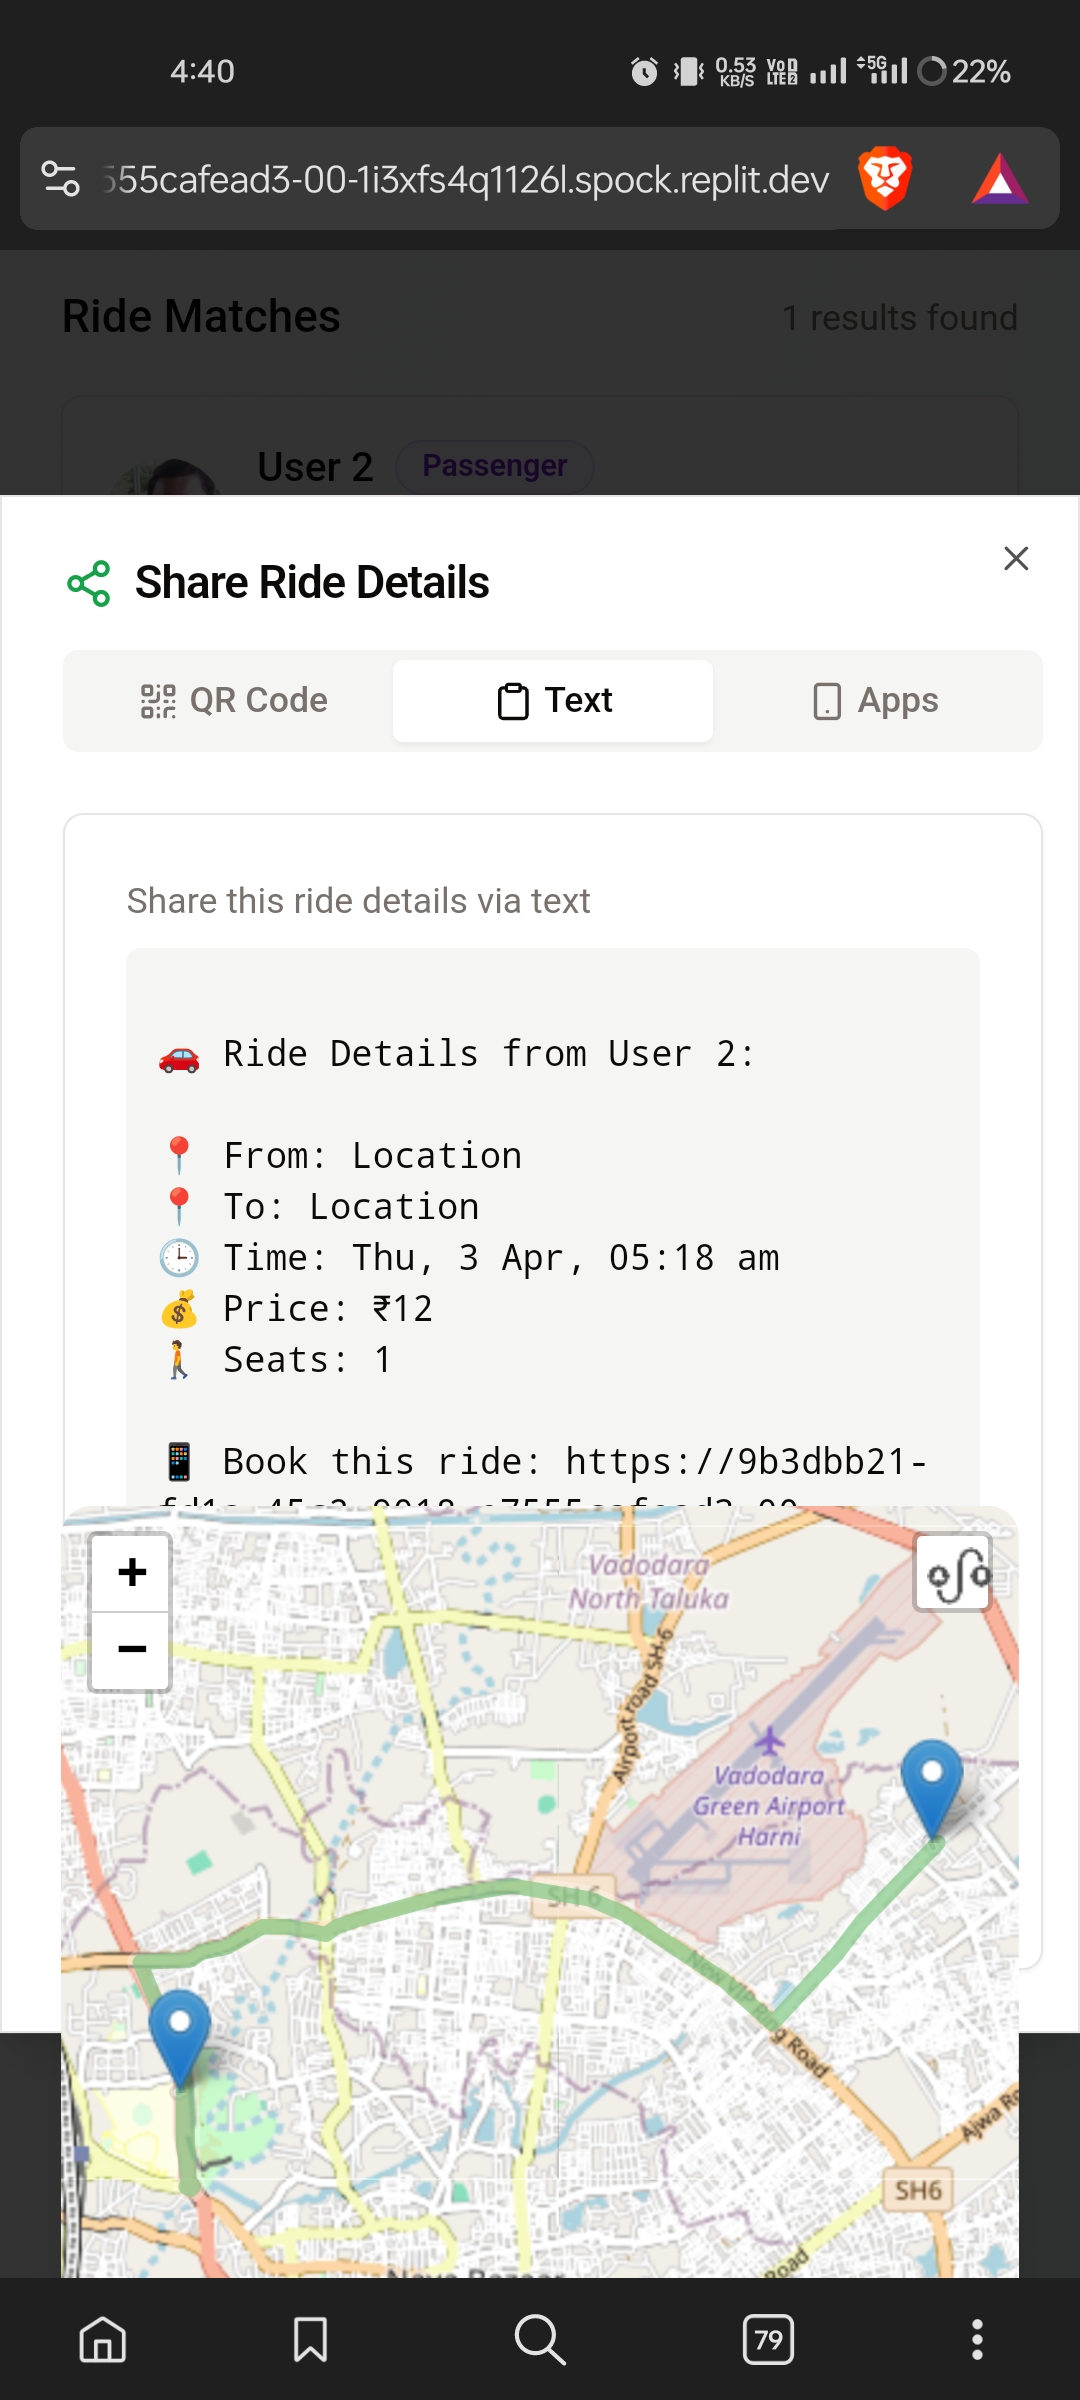 4:40
0.53
KB/S
Vo D
LTE 2
5G
22%
555cafead3-00-1i3xfs4q1126l.spock.replit.dev
Ride Matches
1 results found
User 2
Passenger
Share Ride Details
QR Code
Text
Apps
Share this ride details via text
🚗 Ride Details from User 2:
📍 From: Location
📍 To: Location
🕒 Time: Thu, 3 Apr, 05:18 am
💰 Price: ₹12
🚶 Seats: 1
📱 Book this ride: https://9b3dbb21-
+
−
Vadodara
North Taluka
Airport road SH-6
Vadodara
Green Airport
Harni
SH 6
New VIP Ring Road
Ajwa Ro
SH6
Road
79